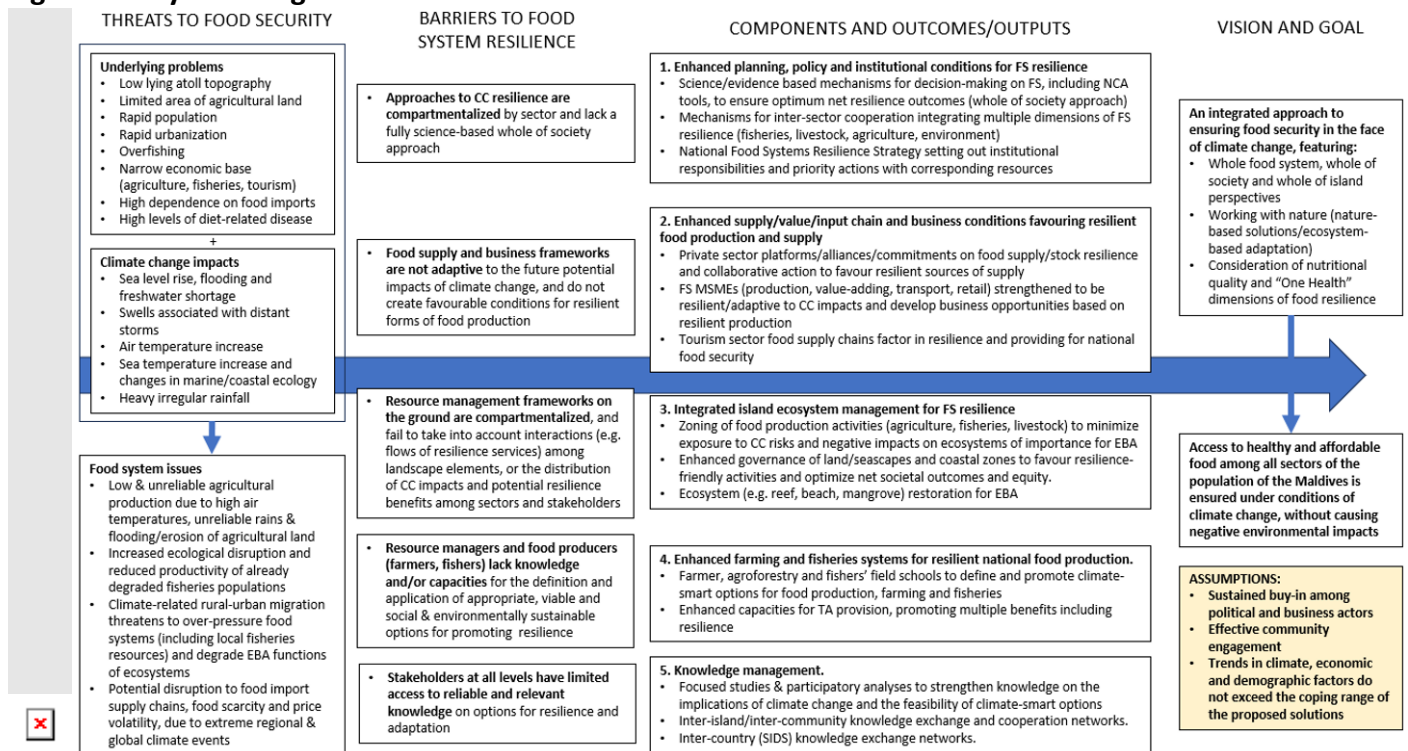 THREATS TO FOOD SECURITY
Underlying problems
• Low lying atoll topography
• Limited area of agricultural land
• Rapid population
• Rapid urbanization
• Overfishing
• Narrow economic base
(agriculture, fisheries, tourism)
• High dependence on food imports
• High levels of diet-related disease
+
Climate change impacts
• Sea level rise, flooding and
freshwater shortage
• Swells associated with distant
storms
• Air temperature increase
• Sea temperature increase and
changes in marine/coastal ecology
• Heavy irregular rainfall
Food system issues
• Low & unreliable agricultural
production due to high air
temperatures, unreliable rains &
flooding/erosion of agricultural land
• Increased ecological disruption and
reduced productivity of already
degraded fisheries populations
• Climate-related rural-urban migration
threatens to over-pressure food
systems (including local fisheries
resources) and degrade EBA functions
of ecosystems
• Potential disruption to food import
supply chains, food scarcity and price
volatility, due to extreme regional &
global climate events
BARRIERS TO FOOD
SYSTEM RESILIENCE
• Approaches to CC resilience are
compartmentalized by sector and lack a
fully science-based whole of society
approach
• Food supply and business frameworks
are not adaptive to the future potential
impacts of climate change, and do not
create favourable conditions for resilient
forms of food production
• Resource management frameworks on
the ground are compartmentalized, and
fail to take into account interactions (e.g.
flows of resilience services) among
landscape elements, or the distribution
of CC impacts and potential resilience
benefits among sectors and stakeholders
• Resource managers and food producers
(farmers, fishers) lack knowledge
and/or capacities for the definition and
application of appropriate, viable and
social & environmentally sustainable
options for promoting resilience
• Stakeholders at all levels have limited
access to reliable and relevant
knowledge on options for resilience and
adaptation
COMPONENTS AND OUTCOMES/OUTPUTS
1. Enhanced planning, policy and institutional conditions for FS resilience
• Science/evidence based mechanisms for decision-making on FS, including NCA
tools, to ensure optimum net resilience outcomes (whole of society approach)
• Mechanisms for inter-sector cooperation integrating multiple dimensions of FS
resilience (fisheries, livestock, agriculture, environment)
• National Food Systems Resilience Strategy setting out institutional
responsibilities and priority actions with corresponding resources
2. Enhanced supply/value/input chain and business conditions favouring resilient
food production and supply
• Private sector platforms/alliances/commitments on food supply/stock resilience
and collaborative action to favour resilient sources of supply
• FS MSMEs (production, value-adding, transport, retail) strengthened to be
resilient/adaptive to CC impacts and develop business opportunities based on
resilient production
• Tourism sector food supply chains factor in resilience and providing for national
food security
3. Integrated island ecosystem management for FS resilience
• Zoning of food production activities (agriculture, fisheries, livestock) to minimize
exposure to CC risks and negative impacts on ecosystems of importance for EBA
• Enhanced governance of land/seascapes and coastal zones to favour resilience-
friendly activities and optimize net societal outcomes and equity.
• Ecosystem (e.g. reef, beach, mangrove) restoration for EBA
4. Enhanced farming and fisheries systems for resilient national food production.
• Farmer, agroforestry and fishers’ field schools to define and promote climate-
smart options for food production, farming and fisheries
• Enhanced capacities for TA provision, promoting multiple benefits including
resilience
5. Knowledge management.
• Focused studies & participatory analyses to strengthen knowledge on the
implications of climate change and the feasibility of climate-smart options
• Inter-island/inter-community knowledge exchange and cooperation networks.
• Inter-country (SIDS) knowledge exchange networks.
VISION AND GOAL
An integrated approach to
ensuring food security in the face
of climate change, featuring:
• Whole food system, whole of
society and whole of island
perspectives
• Working with nature (nature-
based solutions/ecosystem-
based adaptation)
• Consideration of nutritional
quality and “One Health”
dimensions of food resilience
Access to healthy and affordable
food among all sectors of the
population of the Maldives is
ensured under conditions of
climate change, without causing
negative environmental impacts
ASSUMPTIONS:
• Sustained buy-in among
political and business actors
• Effective community
engagement
• Trends in climate, economic
and demographic factors do
not exceed the coping range of
the proposed solutions